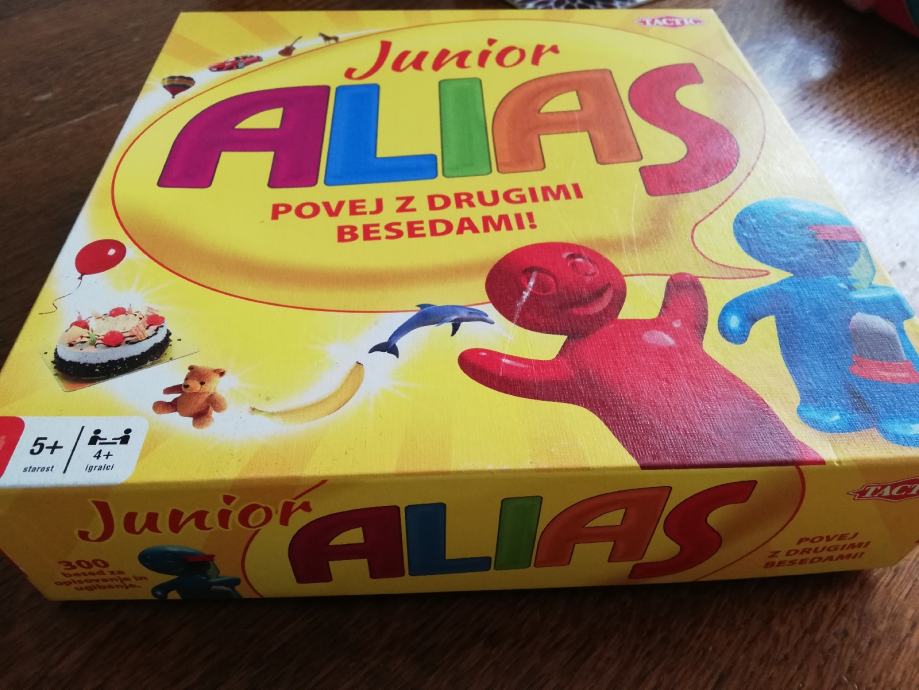 TACTIC
Junior
ALIAS
POVEJ Z DRUGIMI
BESEDAMI!
5+
starost
4+
igralci
Junior
ALIAS
300
besed za
opisovanje in
ugibanje.
TACT
POVEJ
Z DRUGIMI
BESEDAMI!